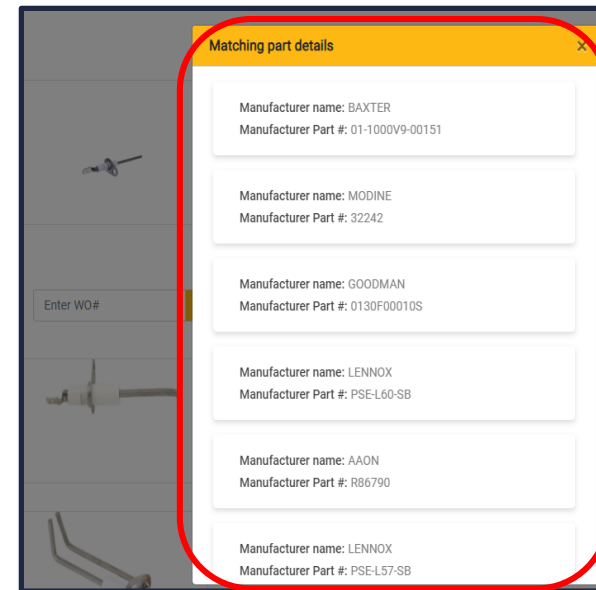 Matching part details ×
Manufacturer name: BAXTER
Manufacturer Part #: 01-1000V9-00151
Manufacturer name: MODINE
Manufacturer Part #: 32242
Manufacturer name: GOODMAN
Manufacturer Part #: 0130F00010S
Enter WO#
Manufacturer name: LENNOX
Manufacturer Part #: PSE-L60-SB
Manufacturer name: AAON
Manufacturer Part #: R86790
Manufacturer name: LENNOX
Manufacturer Part #: PSE-L57-SB